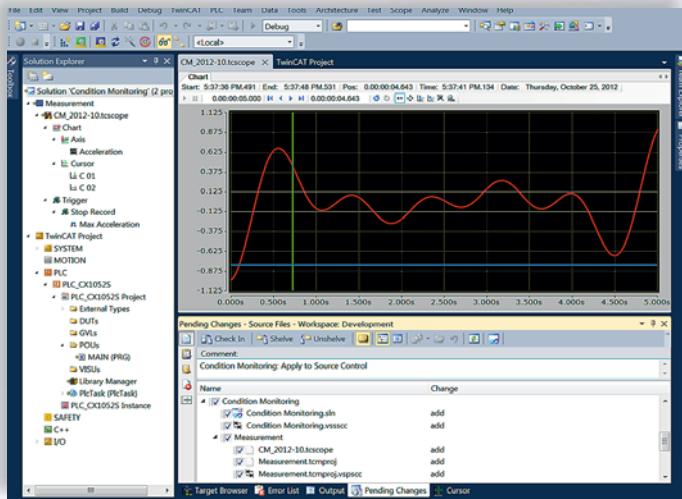 File Edit View Project Build Debug TwinCAT PLC Team Data Tools Architecture Test Scope Analyze Window Help
Debug
<Local>
Toolbox
Solution Explorer
Solution 'Condition Monitoring' (2 pro
Measurement
CM_2012-10.tcscope
Chart
Axis
Acceleration
Cursor
C 01
C 02
Trigger
Stop Record
Max Acceleration
TwinCAT Project
SYSTEM
MOTION
PLC
PLC_CX1052S
PLC_CX1052S Project
External Types
DUTs
GVLs
POUs
MAIN (PRG)
VISUs
Library Manager
PlcTask (PlcTask)
PLC_CX1052S Instance
SAFETY
C++
I/O
CM_2012-10.tcscope TwinCAT Project
Chart
Start: 5:37:36 PM.491 End: 5:37:48 PM.531 Pos: 0.00:00:04.643 Time: 5:37:41 PM.134 Date: Thursday, October 25, 2012
0.00:00:05.000 0.00:00:04.643
1.125
0.875
0.625
0.375
0.125
-0.125
-0.375
-0.625
-0.875
-1.125
0.000s 0.500s 1.000s 1.500s 2.000s 2.500s 3.000s 3.500s 4.000s 4.500s 5.000s
Team Explorer
Properties
Pending Changes - Source Files - Workspace: Development
Check In Shelve Unshelve
Comment:
Condition Monitoring: Apply to Source Control
Name Change
Condition Monitoring
Condition Monitoring.sln add
Condition Monitoring.vssscc add
Measurement
CM_2012-10.tcscope add
Measurement.tcmproj add
Measurement.tcmproj.vspscc add
Target Browser Error List Output Pending Changes Cursor